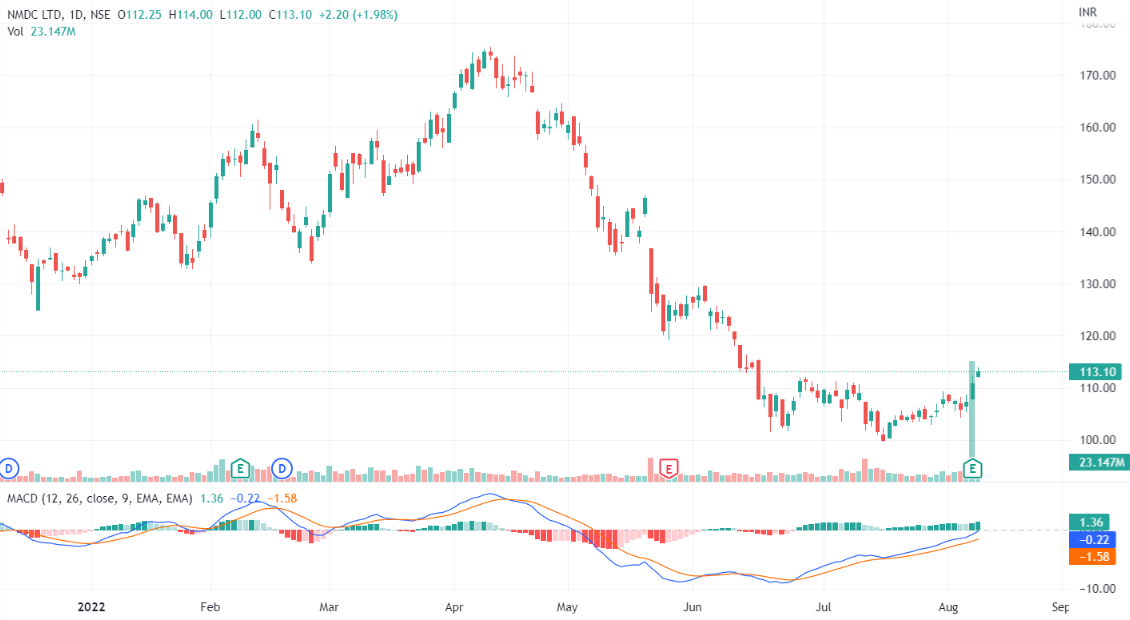 NMDC LTD, 1D, NSE O112.25 H114.00 L112.00 C113.10 +2.20 (+1.98%)
INR
Vol 23.147M
180.00
170.00
160.00
150.00
140.00
130.00
120.00
113.10
110.00
100.00
D E D E E
23.147M
MACD (12, 26, close, 9, EMA, EMA) 1.36 −0.22 −1.58
1.36
−0.22
−1.58
−10.00
2022 Feb Mar Apr May Jun Jul Aug Sep